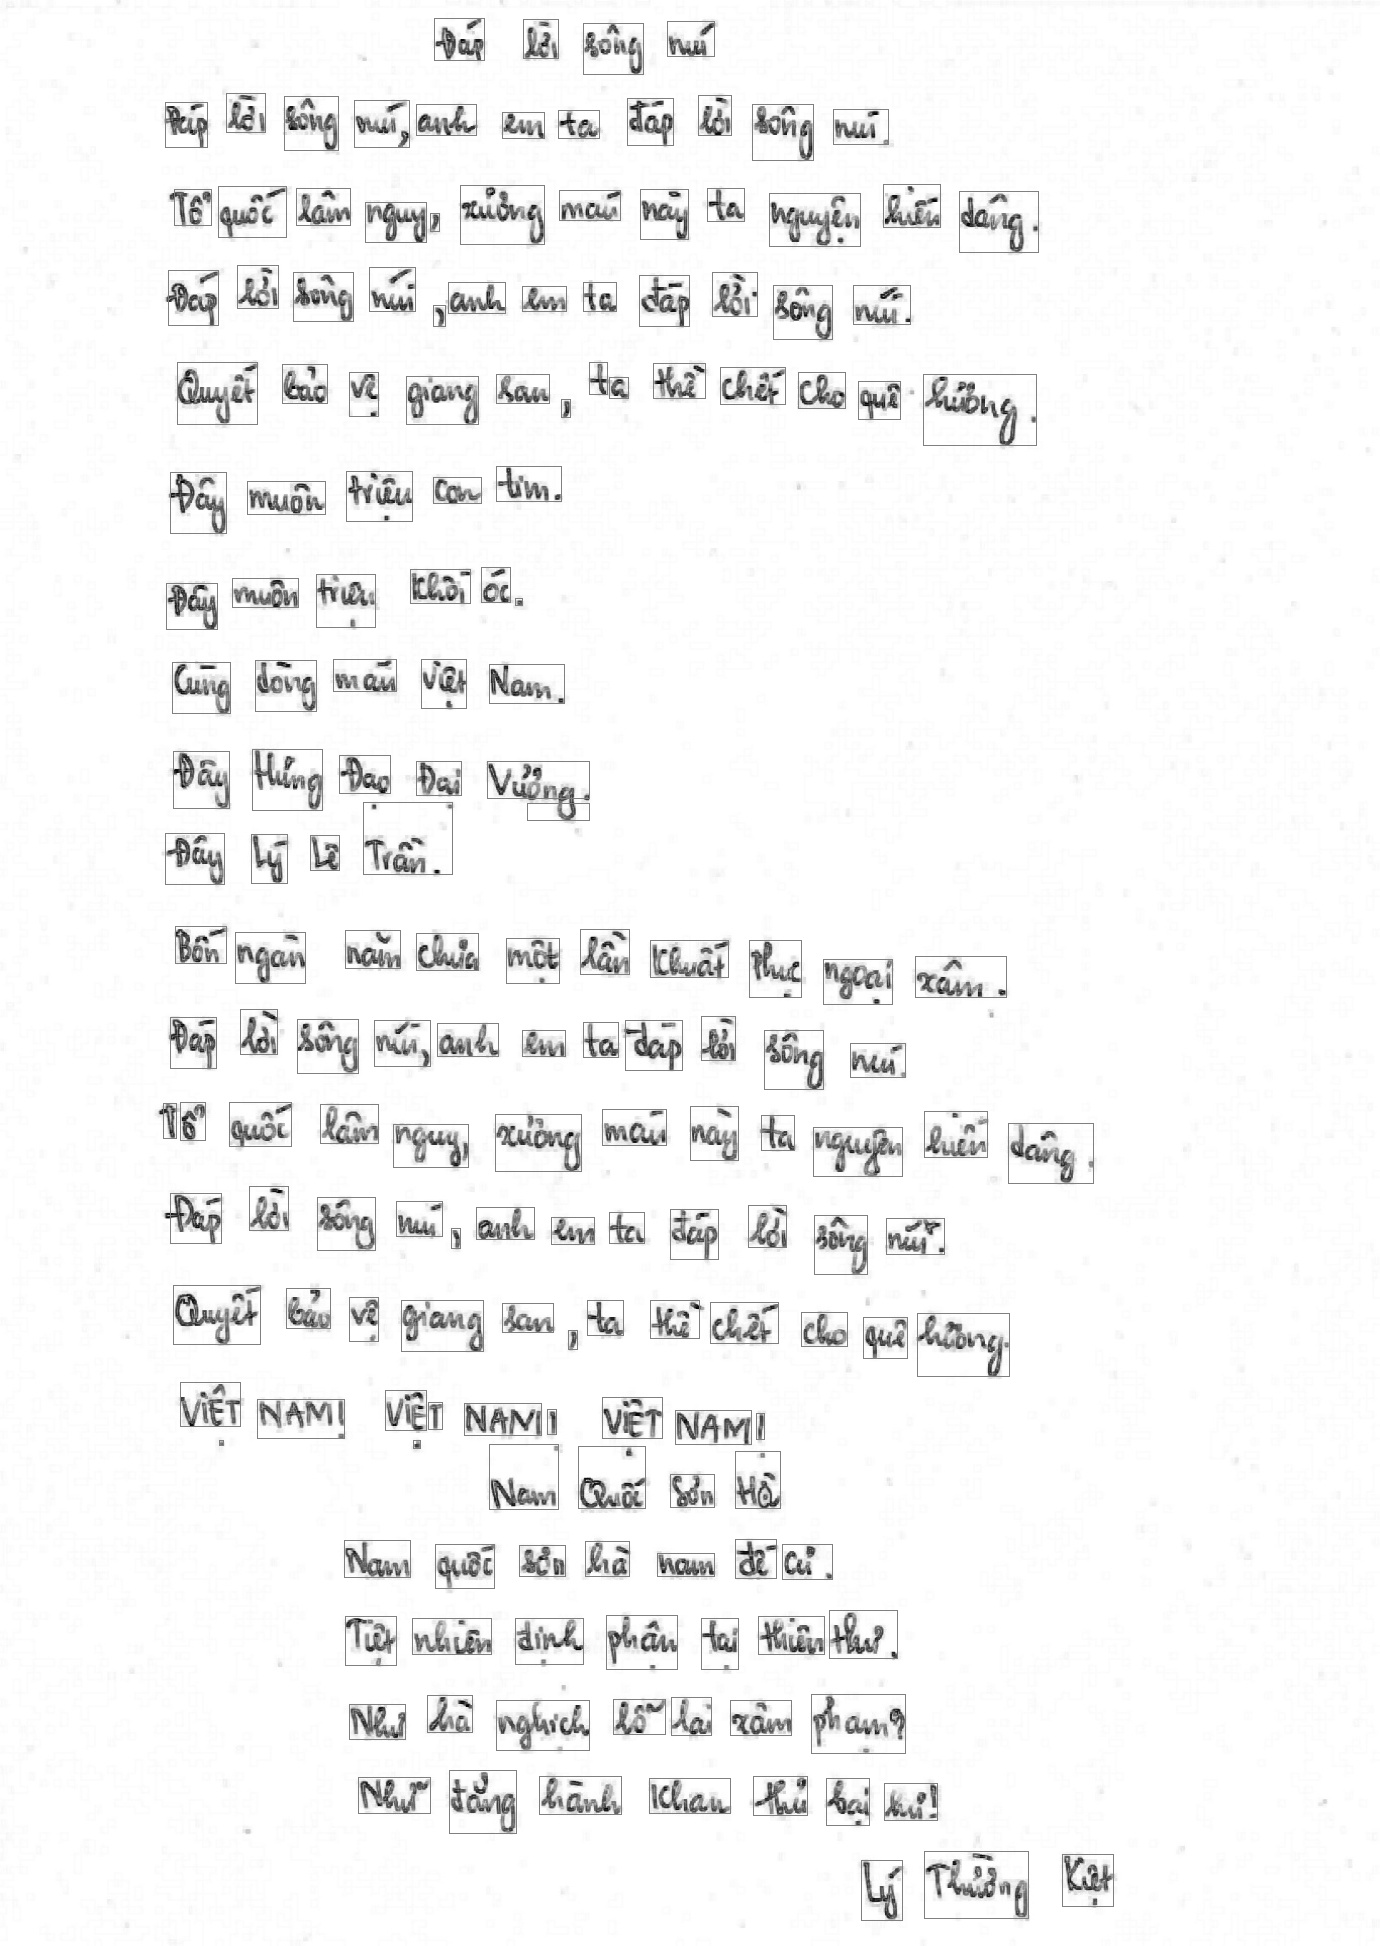 Đáp lời sông núi
Đáp lời sông núi, anh em ta đáp lời sông núi.
Tổ quốc lâm nguy, xương máu này ta nguyện hiến dâng.
Đáp lời sông núi, anh em ta đáp lời sông núi.
Quyết bảo vệ giang san, ta thề chết cho quê hương.
Đây muôn triệu con tim.
Đây muôn triệu khối óc.
Cùng dòng máu việt Nam.
Đây Hưng Đạo Đại Vương.
Đây Lý Lê Trần.
Bốn ngàn năm chưa một lần khuất phục ngoại xâm.
Đáp lời sông núi, anh em ta đáp lời sông núi.
Tổ quốc lâm nguy, xương máu này ta nguyện hiến dâng.
Đáp lời sông núi, anh em ta đáp lời sông núi.
Quyết bảo vệ giang san, ta thề chết cho quê hương.
VIỆT NAM! VIỆT NAM! VIỆT NAM!
Nam Quốc Sơn Hà
Nam quốc sơn hà nam đế cư.
Tiệt nhiên định phận tại thiên thư.
Như hà nghịch lỗ lai xâm phạm?
Như đẳng hành khan thủ bại hư!
Lý Thường Kiệt